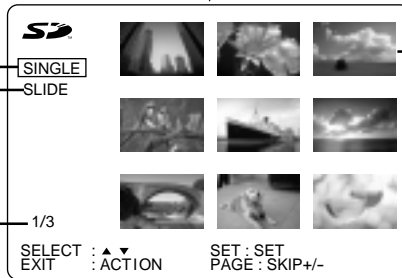 SD
SINGLE
SLIDE
1/3
SELECT : ▲ ▼ SET : SET
EXIT : ACTION PAGE : SKIP+/-